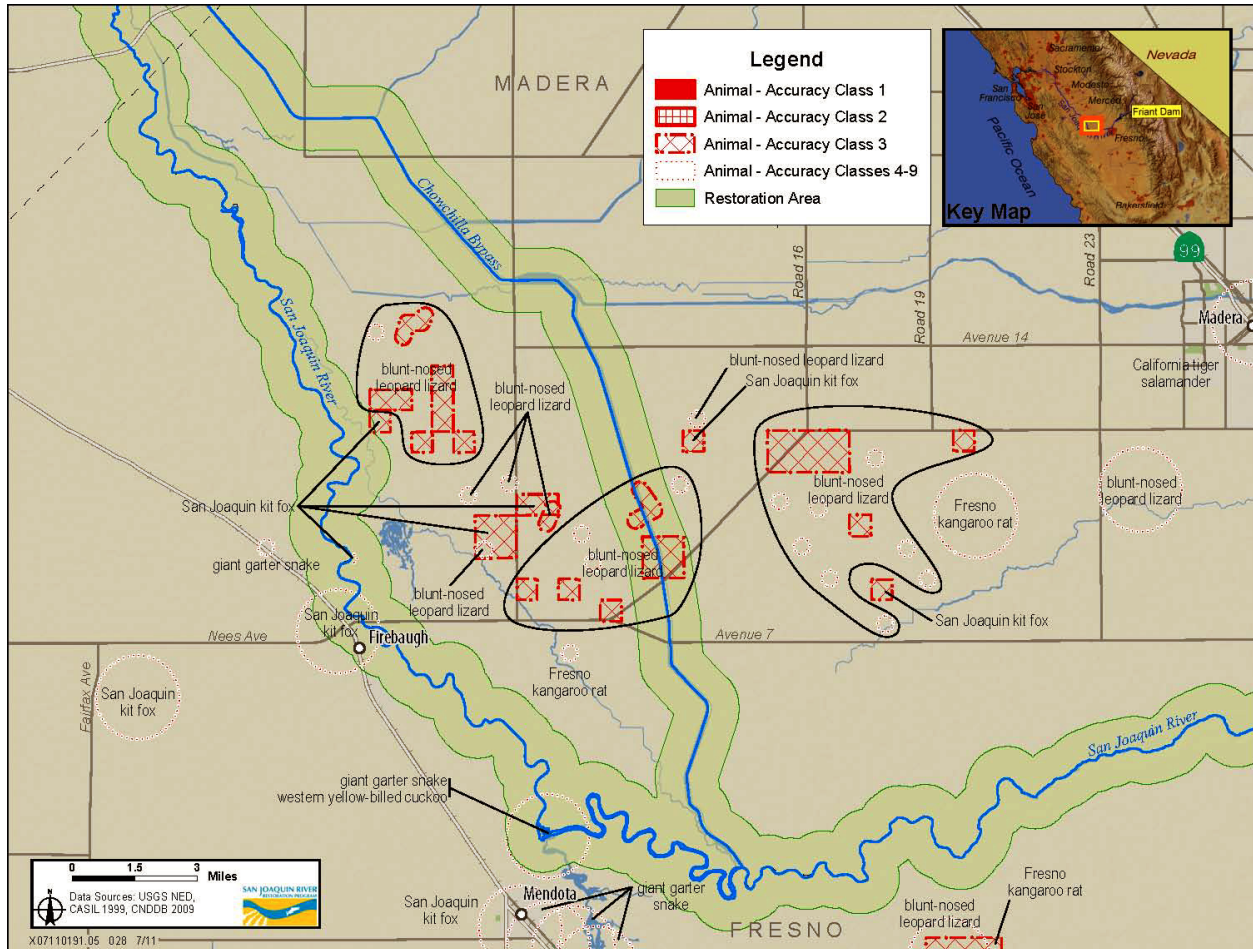 MADERA
Legend
Animal - Accuracy Class 1
Animal - Accuracy Class 2
Animal - Accuracy Class 3
Animal - Accuracy Classes 4-9
Restoration Area
Nevada
Sacramento
Stockton
Modesto
San
Francisco
San
José
Merced
Friant Dam
Fresno
Pacific Ocean
Bakersfield
Key Map
Chowchilla Bypass
San Joaquin River
Road 16
Road 19
Road 23
99
Madera
Avenue 14
California tiger
salamander
blunt-nosed
leopard lizard
blunt-nosed
leopard lizard
blunt-nosed leopard lizard
San Joaquin kit fox
blunt-nosed
leopard lizard
Fresno
kangaroo rat
blunt-nosed
leopard lizard
San Joaquin kit fox
giant garter snake
blunt-nosed
leopard lizard
blunt-nosed
leopard lizard
San Joaquin kit fox
San Joaquin
kit fox
Firebaugh
Nees Ave
Avenue 7
Fairfax Ave
San Joaquin
kit fox
Fresno
kangaroo rat
San Joaquin River
giant garter snake
western yellow-billed cuckoo
San Joaquin
kit fox
Mendota
giant garter
snake
FRESNO
blunt-nosed
leopard lizard
Fresno
kangaroo rat
0 1.5 3
Miles
N
Data Sources: USGS NED,
CASIL 1999, CNDDB 2009
SAN JOAQUIN RIVER
RESTORATION PROGRAM
X07110191.05 028 7/11